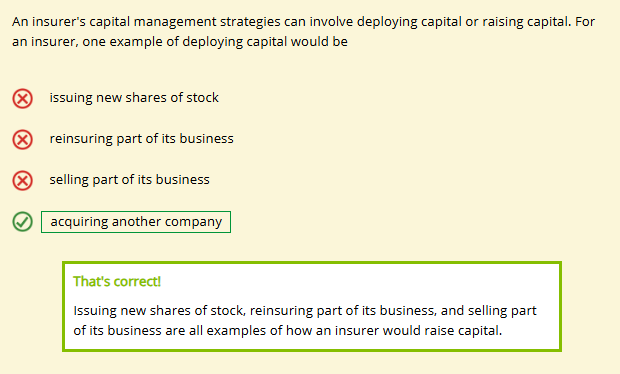 An insurer's capital management strategies can involve deploying capital or raising capital. For
an insurer, one example of deploying capital would be
issuing new shares of stock
reinsuring part of its business
selling part of its business
acquiring another company
That's correct!
Issuing new shares of stock, reinsuring part of its business, and selling part
of its business are all examples of how an insurer would raise capital.